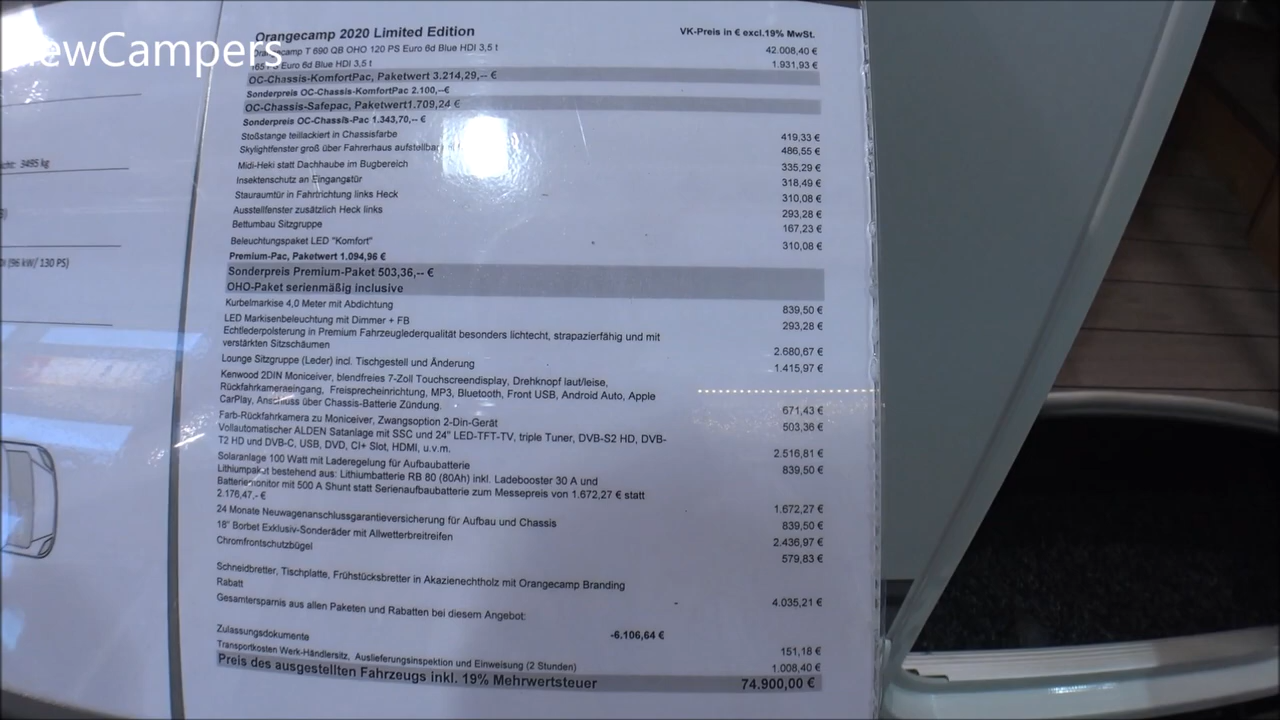 ewCampers
Orangecamp 2020 Limited Edition VK-Preis in € excl.19% MwSt.
Orangecamp T 690 QB OHO 120 PS Euro 6d Blue HDI 3,5 t 42.008,40 €
165 PS Euro 6d Blue HDI 3,5 t 1.931,93 €
OC-Chassis-KomfortPac, Paketwert 3.214,29,-- €
Sonderpreis OC-Chassis-KomfortPac 2.100,--€
OC-Chassis-Safepac, Paketwert1.709,24 €
Sonderpreis OC-Chassis-Pac 1.343,70,-- €
Stoßstange teillackiert in Chassisfarbe 419,33 €
Skylightfenster groß über Fahrerhaus aufstellbar 486,55 €
Midi-Heki statt Dachhaube im Bugbereich 335,29 €
Insektenschutz an Eingangstür 318,49 €
Stauraumtür in Fahrtrichtung links Heck 310,08 €
Ausstellfenster zusätzlich Heck links 293,28 €
Bettumbau Sitzgruppe 167,23 €
Beleuchtungspaket LED "Komfort" 310,08 €
Premium-Pac, Paketwert 1.094,96 €
Sonderpreis Premium-Paket 503,36,-- €
OHO-Paket serienmäßig inclusive
Kurbelmarkise 4,0 Meter mit Abdichtung 839,50 €
LED Markisenbeleuchtung mit Dimmer + FB 293,28 €
Echtlederpolsterung in Premium Fahrzeuglederqualität besonders lichtecht, strapazierfähig und mit
verstärkten Sitzschäumen 2.680,67 €
Lounge Sitzgruppe (Leder) incl. Tischgestell und Änderung 1.415,97 €
Kenwood 2DIN Moniceiver, blendfreies 7-Zoll Touchscreendisplay, Drehknopf laut/leise,
Rückfahrkameraeingang, Freisprecheinrichtung, MP3, Bluetooth, Front USB, Android Auto, Apple
CarPlay, Anschluss über Chassis-Batterie Zündung. 671,43 €
Farb-Rückfahrkamera zu Moniceiver, Zwangsoption 2-Din-Gerät 503,36 €
Vollautomatischer ALDEN Satanlage mit SSC und 24" LED-TFT-TV, triple Tuner, DVB-S2 HD, DVB-
T2 HD und DVB-C, USB, DVD, CI+ Slot, HDMI, u.v.m. 2.516,81 €
Solaranlage 100 Watt mit Laderegelung für Aufbaubatterie 839,50 €
Lithiumpaket bestehend aus: Lithiumbatterie RB 80 (80Ah) inkl. Ladebooster 30 A und
Batteriemonitor mit 500 A Shunt statt Serienaufbaubatterie zum Messepreis von 1.672,27 € statt
2.176,47,- € 1.672,27 €
24 Monate Neuwagenanschlussgarantieversicherung für Aufbau und Chassis 839,50 €
18" Borbet Exklusiv-Sonderäder mit Allwetterbreitreifen 2.436,97 €
Chromfrontschutzbügel 579,83 €
Schneidbretter, Tischplatte, Frühstücksbretter in Akazienechtholz mit Orangecamp Branding
Rabatt 4.035,21 €
Gesamtersparnis aus allen Paketen und Rabatten bei diesem Angebot:
-6.106,64 €
Zulassungsdokumente 151,18 €
Transportkosten Werk-Händlersitz, Auslieferungsinspektion und Einweisung (2 Stunden) 1.008,40 €
Preis des ausgestellten Fahrzeugs inkl. 19% Mehrwertsteuer 74.900,00 €
3495 kg
(96 kW/ 130 PS)